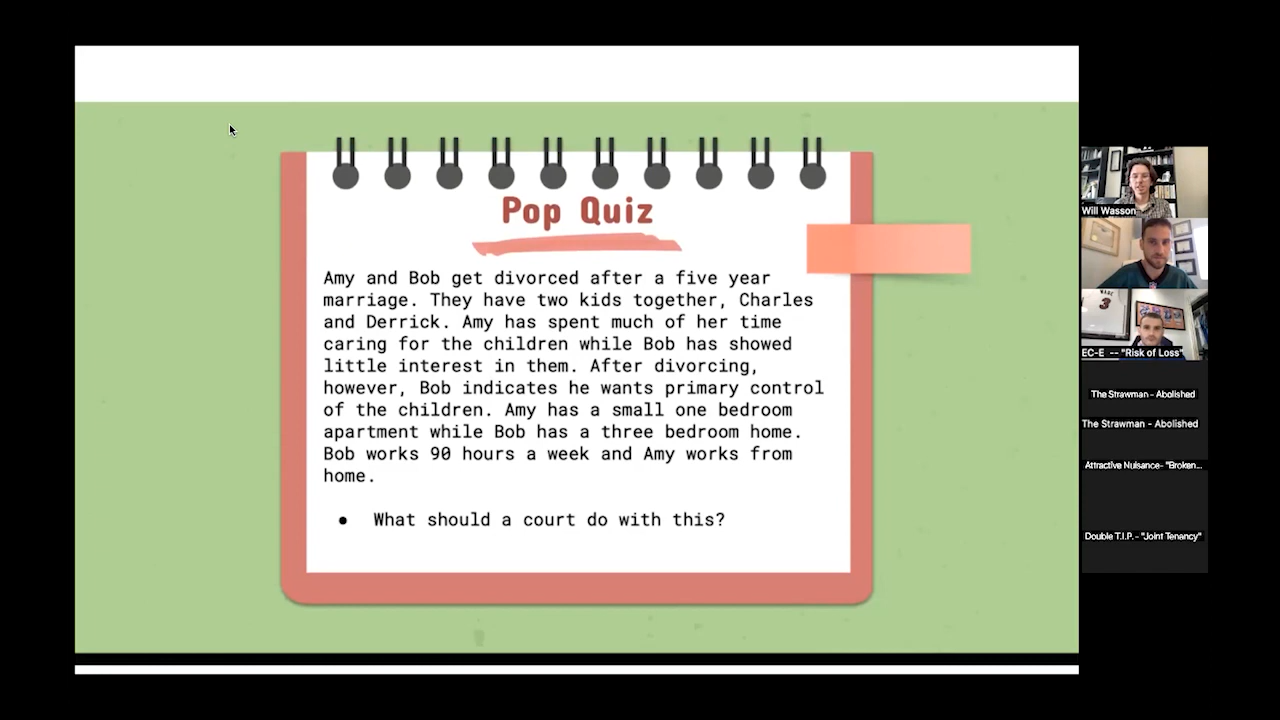 Pop Quiz
Amy and Bob get divorced after a five year
marriage. They have two kids together, Charles
and Derrick. Amy has spent much of her time
caring for the children while Bob has showed
little interest in them. After divorcing,
however, Bob indicates he wants primary control
of the children. Amy has a small one bedroom
apartment while Bob has a three bedroom home.
Bob works 90 hours a week and Amy works from
home.
● What should a court do with this?
Will Wasson
WADE
3
EC-E -- "Risk of Loss"
The Strawman - Abolished
The Strawman - Abolished
Attractive Nuisance- "Broken...
Double T.I.P. - "Joint Tenancy"